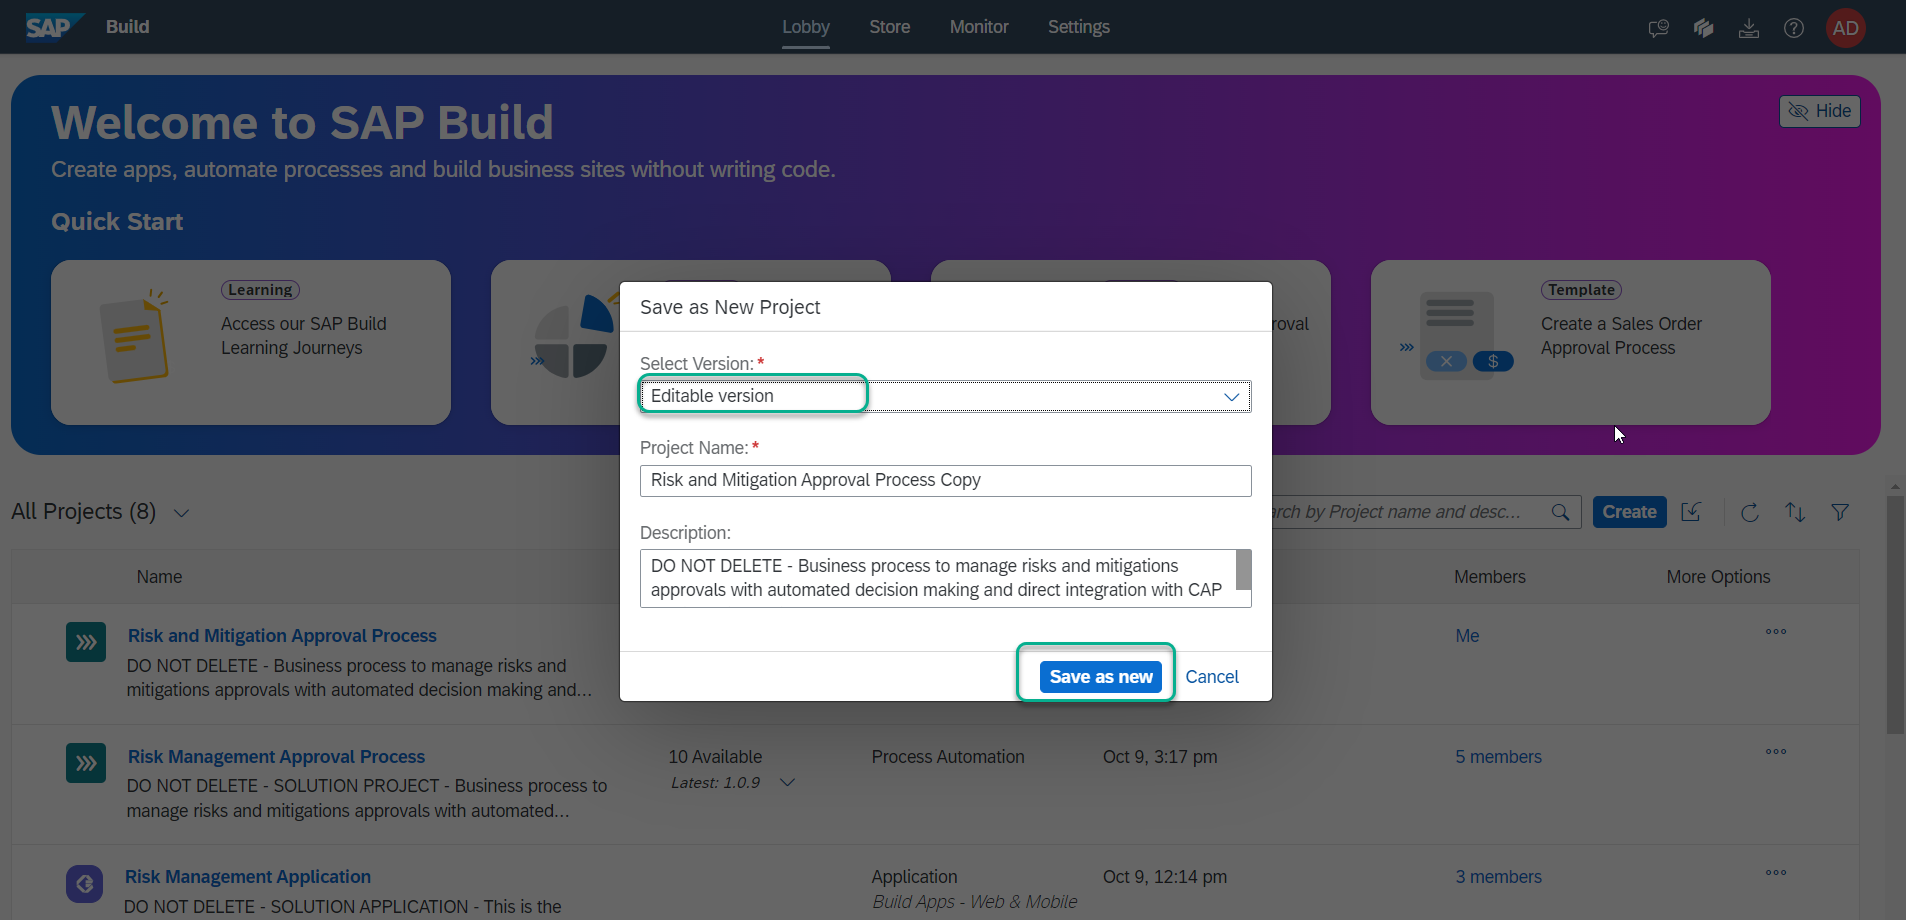 SAP Build
Lobby
Store
Monitor
Settings
AD
Welcome to SAP Build
Hide
Create apps, automate processes and build business sites without writing code.
Quick Start
Learning
Access our SAP Build
Learning Journeys
Template
Create a Sales Order
Approval Process
Save as New Project
Select Version: *
Editable version
Project Name: *
Risk and Mitigation Approval Process Copy
Description:
DO NOT DELETE - Business process to manage risks and mitigations
approvals with automated decision making and direct integration with CAP
Save as new
Cancel
All Projects (8)
by Project name and desc...
Create
Name
Members
More Options
Risk and Mitigation Approval Process
DO NOT DELETE - Business process to manage risks and
mitigations approvals with automated decision making and...
Me
Risk Management Approval Process
DO NOT DELETE - SOLUTION PROJECT - Business process to
manage risks and mitigations approvals with automated...
10 Available
Latest: 1.0.9
Process Automation
Oct 9, 3:17 pm
5 members
Risk Management Application
DO NOT DELETE - SOLUTION APPLICATION - This is the
Application
Build Apps - Web & Mobile
Oct 9, 12:14 pm
3 members